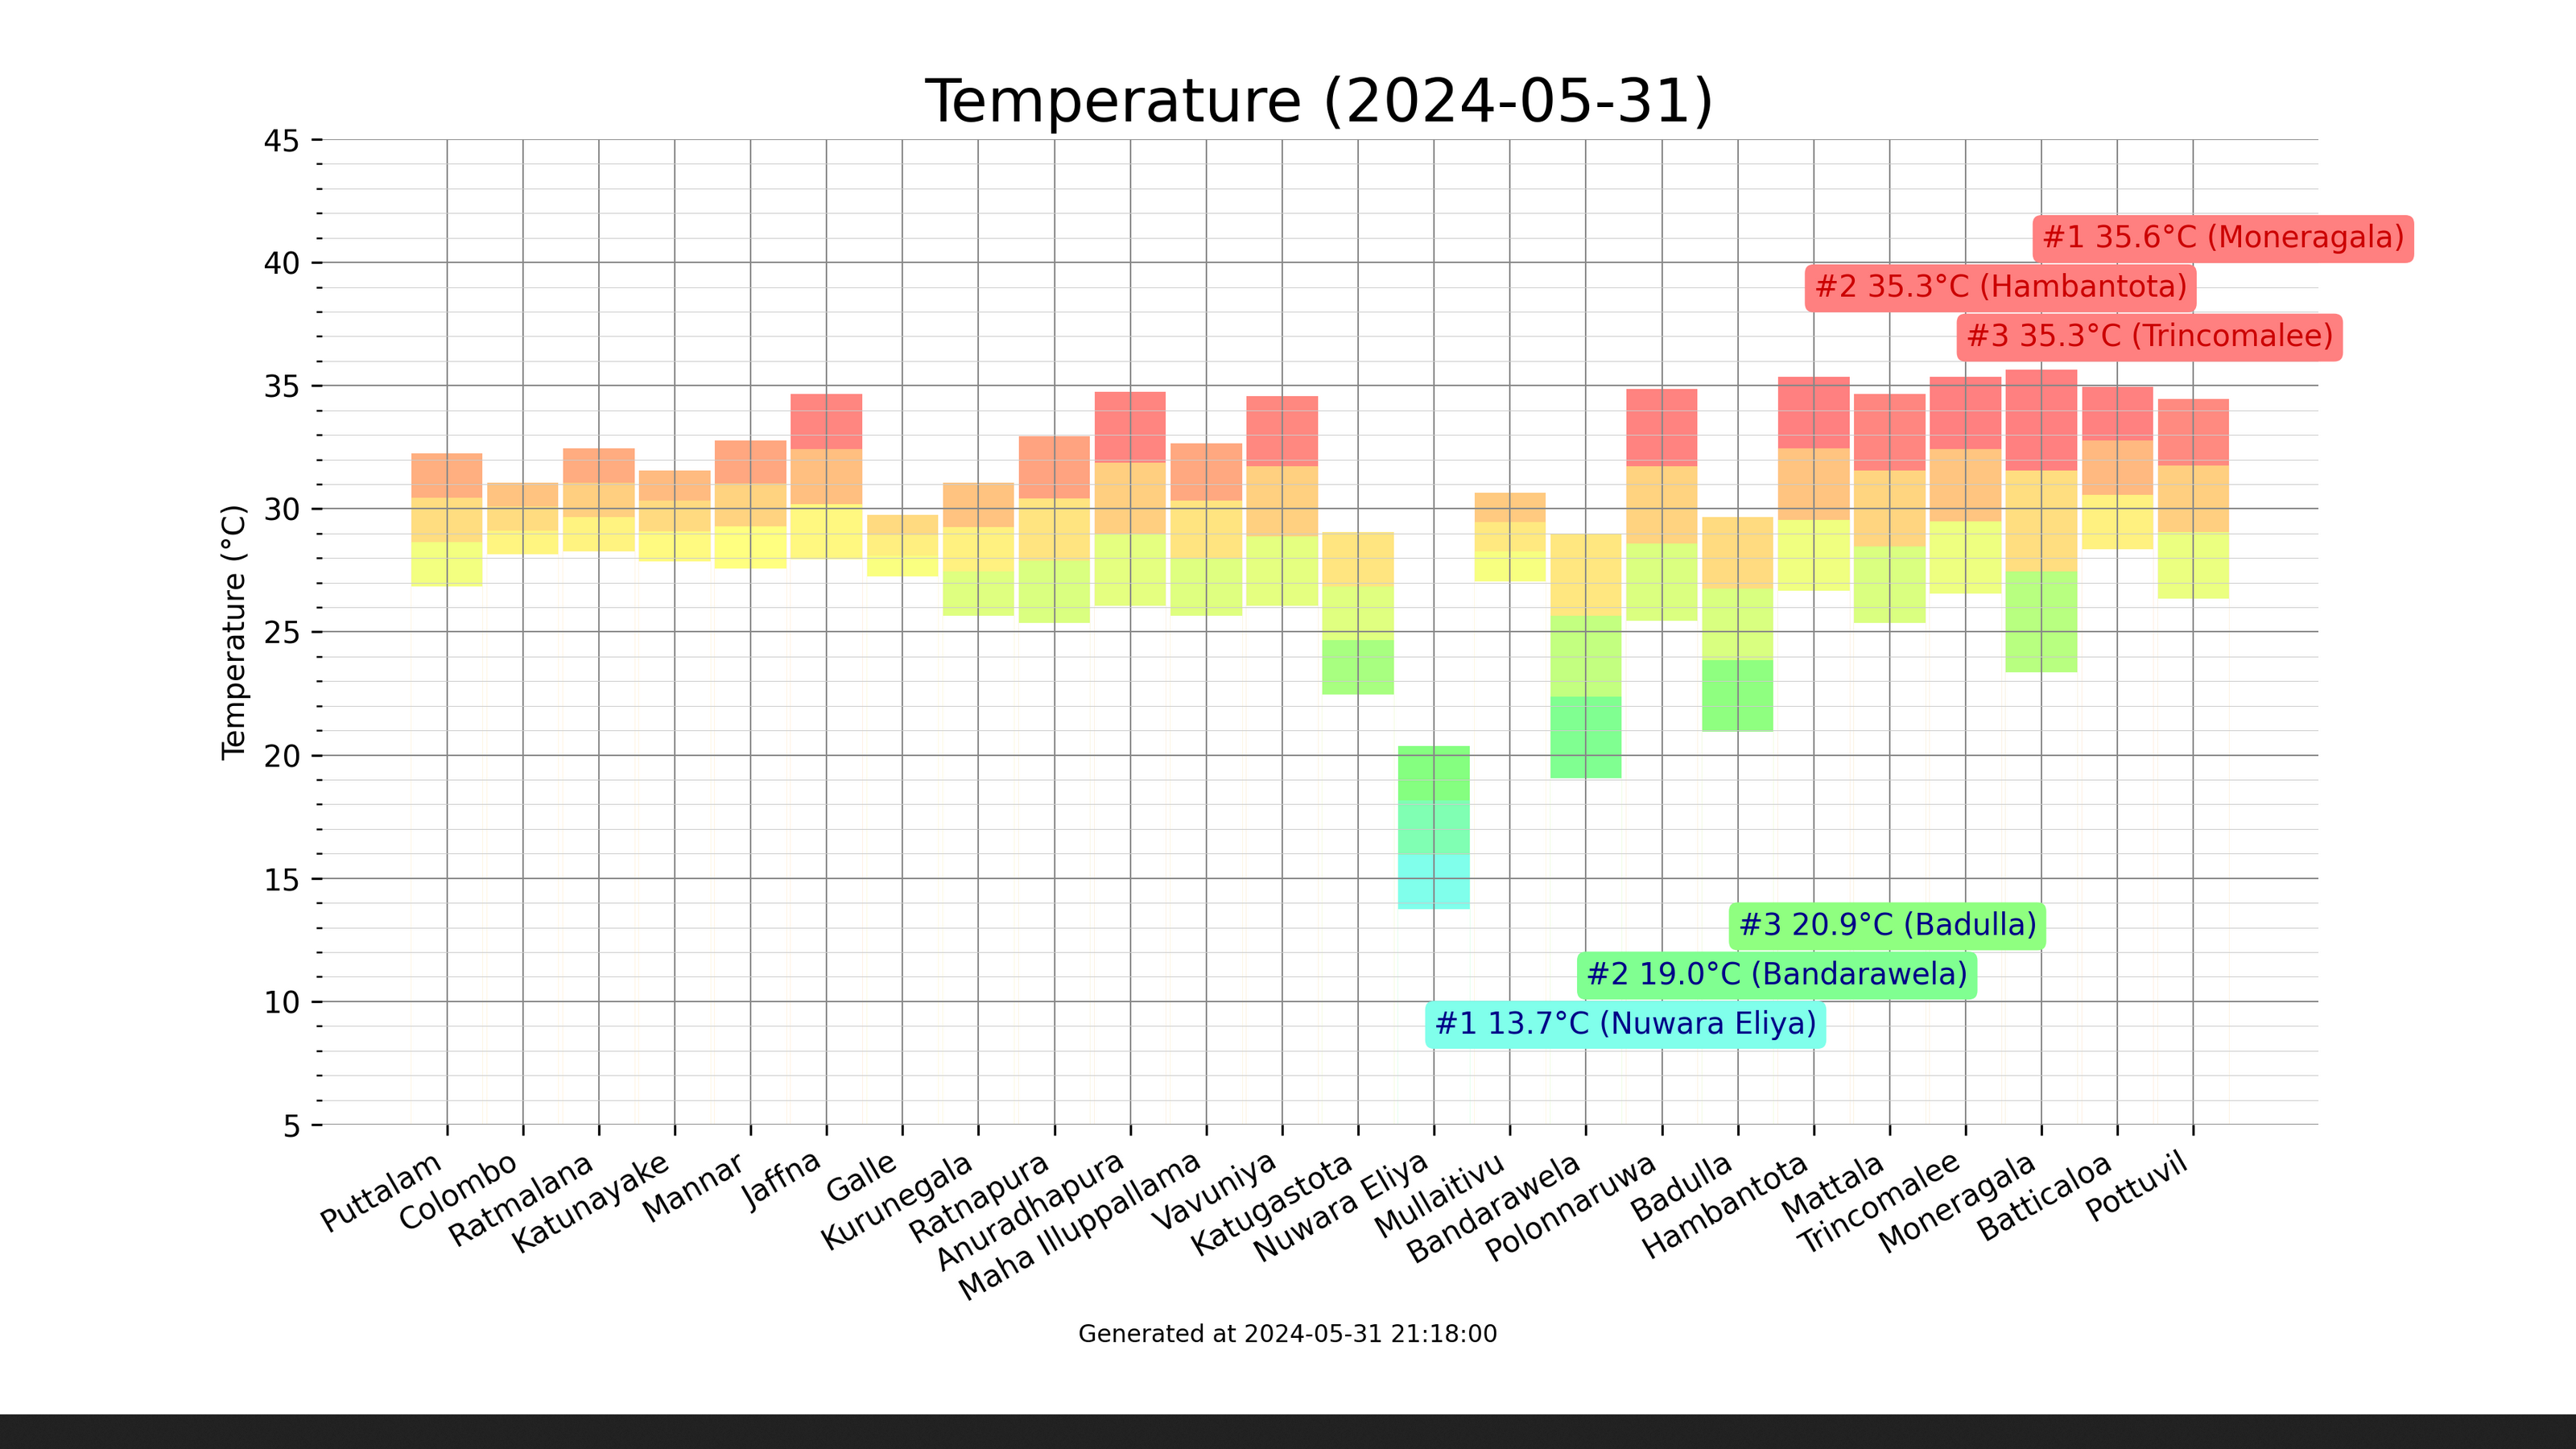 Temperature (2024-05-31)
45
40
35
30
25
20
15
10
5
Temperature (°C)
#1 35.6°C (Moneragala)
#2 35.3°C (Hambantota)
#3 35.3°C (Trincomalee)
#3 20.9°C (Badulla)
#2 19.0°C (Bandarawela)
#1 13.7°C (Nuwara Eliya)
Puttalam
Colombo
Ratmalana
Katunayake
Mannar
Jaffna
Galle
Kurunegala
Ratnapura
Anuradhapura
Maha Illuppallama
Vavuniya
Katugastota
Nuwara Eliya
Mullaitivu
Bandarawela
Polonnaruwa
Badulla
Hambantota
Mattala
Trincomalee
Moneragala
Batticaloa
Pottuvil
Generated at 2024-05-31 21:18:00